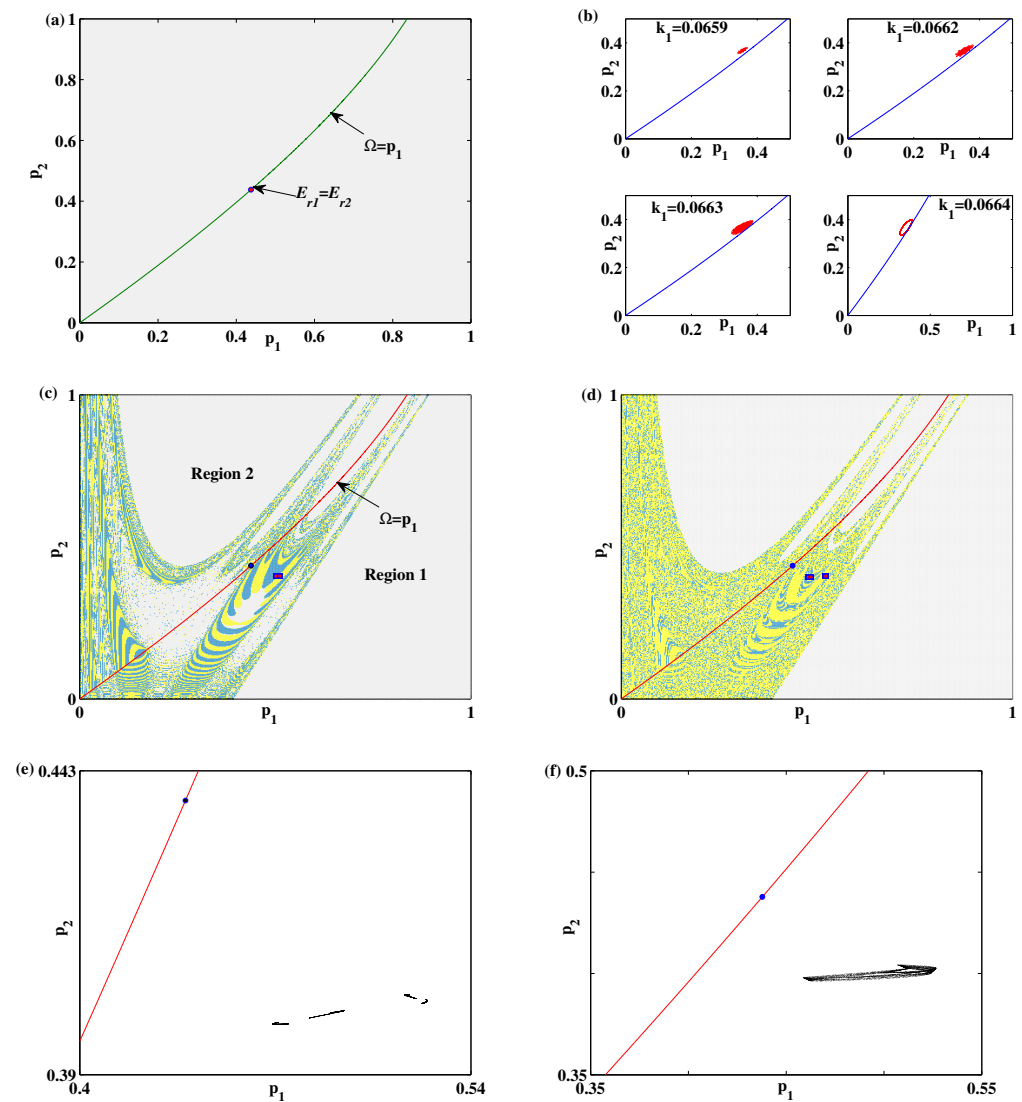 (a)
1
0.8
0.6
0.4
0.2
0
p2
Ω=p1
Er1=Er2
0 0.2 0.4 0.6 0.8 1
p1
(b)
k1=0.0659
0.4
0.2
0
p2
0 0.2 0.4
p1
k1=0.0662
0.4
0.2
0
p2
0 0.2 0.4
p1
k1=0.0663
0.4
0.2
0
p2
0 0.2 0.4
p1
k1=0.0664
0.4
0.2
0
p2
0 0.5 1
p1
(c)
1
Region 2
Ω=p1
p2
Region 1
0
0 1
p1
(d)
1
p2
0
0 1
p1
(e)
0.443
p2
0.39
0.4 0.54
p1
(f)
0.5
p2
0.35
0.35 0.55
p1